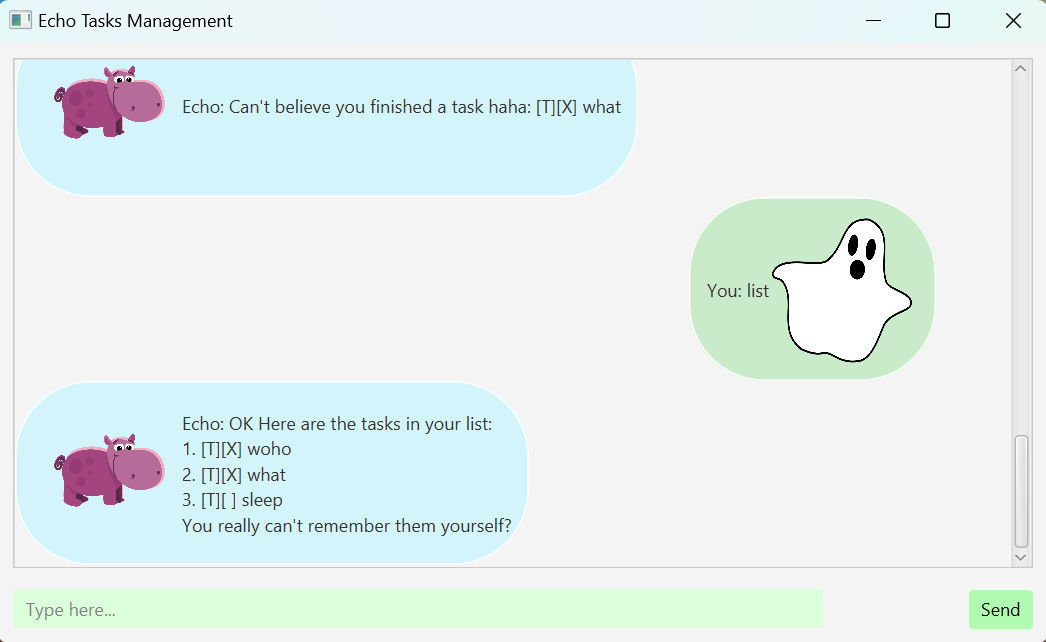 Echo Tasks Management
Echo: Can't believe you finished a task haha: [T][X] what
You: list
Echo: OK Here are the tasks in your list:
1. [T][X] woho
2. [T][X] what
3. [T][ ] sleep
You really can't remember them yourself?
Type here...
Send